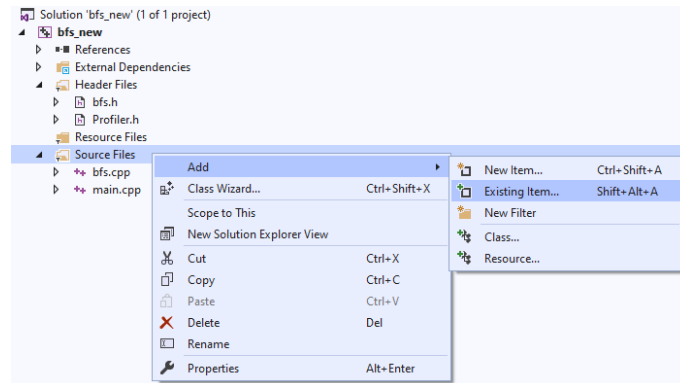 Solution 'bfs_new' (1 of 1 project)
bfs_new
References
External Dependencies
Header Files
bfs.h
Profiler.h
Resource Files
Source Files
bfs.cpp
main.cpp
Add
Class Wizard... Ctrl+Shift+X
Scope to This
New Solution Explorer View
Cut Ctrl+X
Copy Ctrl+C
Paste Ctrl+V
Delete Del
Rename
Properties Alt+Enter
New Item... Ctrl+Shift+A
Existing Item... Shift+Alt+A
New Filter
Class...
Resource...